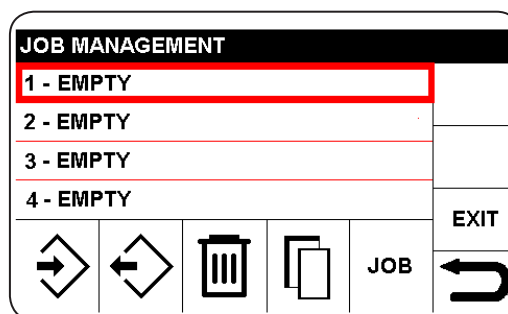 JOB MANAGEMENT
1 - EMPTY
2 - EMPTY
3 - EMPTY
4 - EMPTY
EXIT
JOB